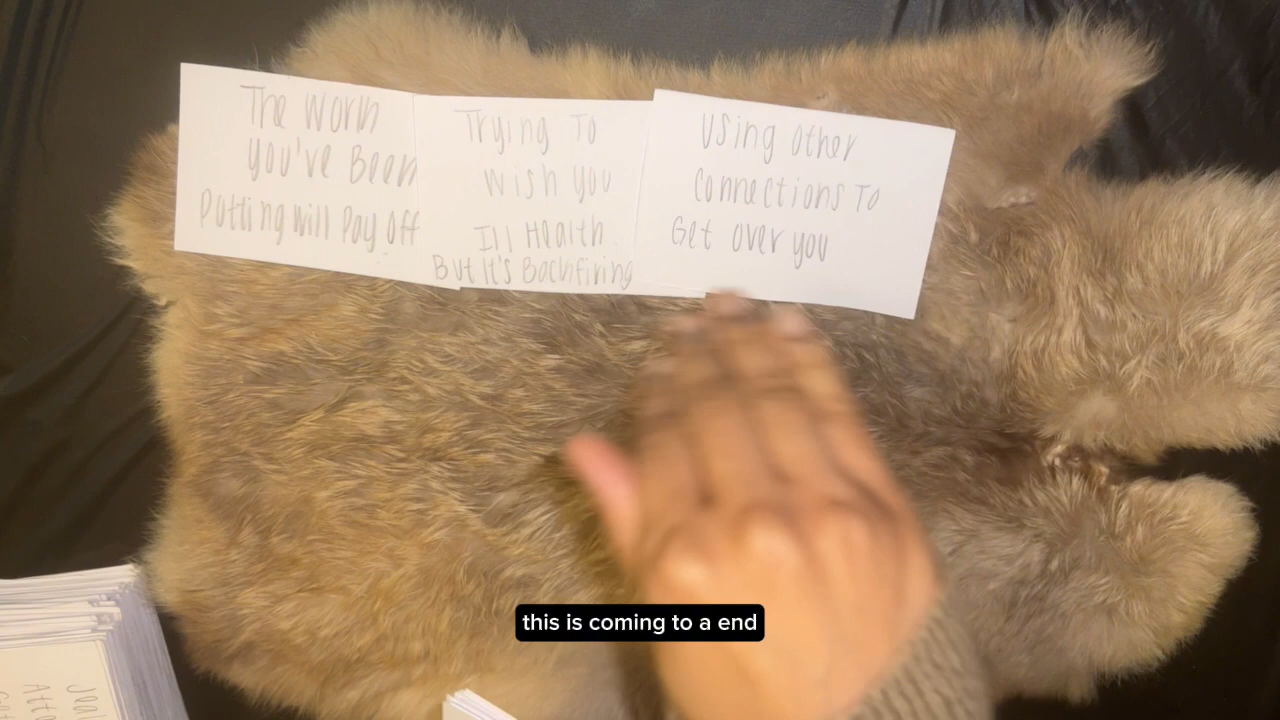 The Work
You've Been
Putting Will Pay Off
Trying To
Wish You
Ill Health
But It's Backfiring
Using Other
Connections To
Get Over You
this is coming to a end